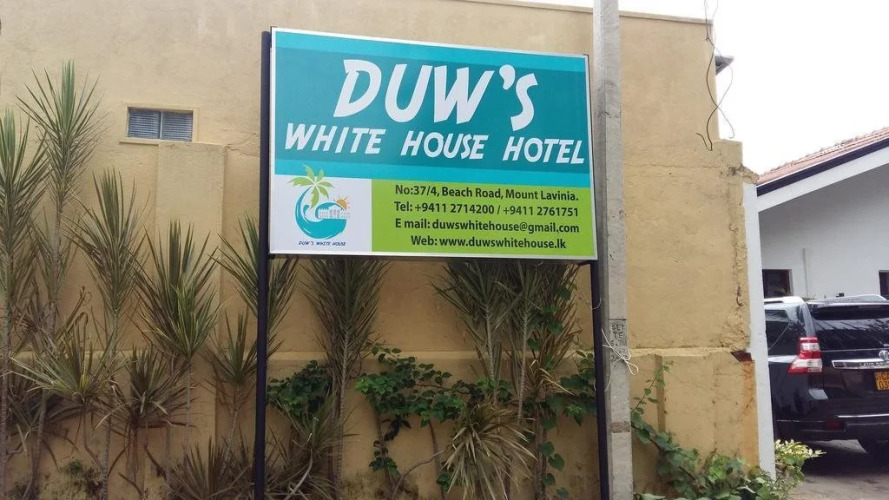 DUW'S
WHITE HOUSE HOTEL
No:37/4, Beach Road, Mount Lavinia.
Tel: +9411 2714200 / +9411 2761751
E mail: duwswhitehouse@gmail.com
Web: www.duwswhitehouse.lk
DUW'S WHITE HOUSE